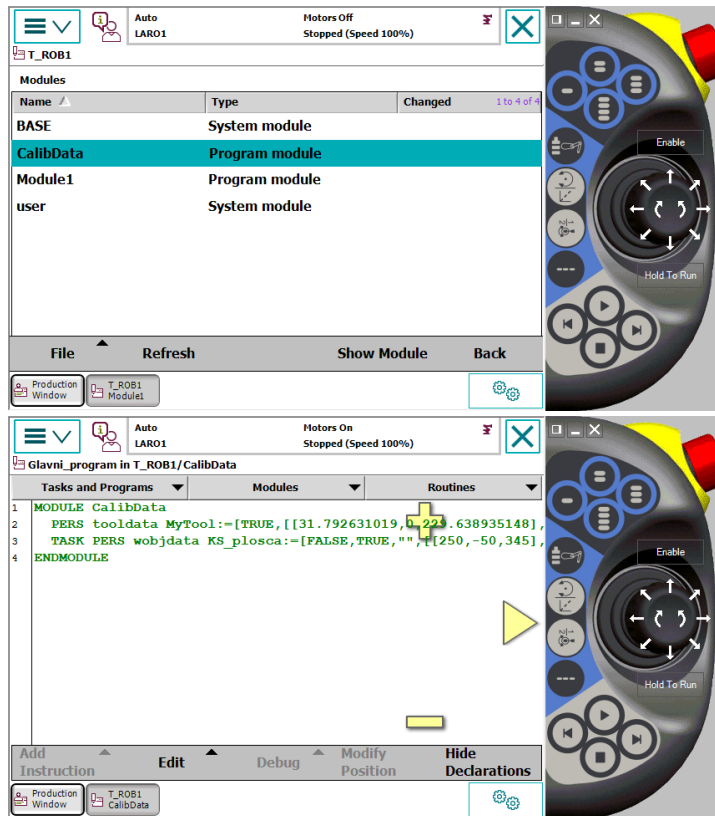 Auto Motors Off
LARO1 Stopped (Speed 100%)
T_ROB1
Modules
Name Type Changed 1 to 4 of 4
BASE System module
CalibData Program module
Module1 Program module
user System module
File Refresh Show Module Back
Production Window T_ROB1 Module1
Enable
Hold To Run
Auto Motors On
LARO1 Stopped (Speed 100%)
Glavni_program in T_ROB1/CalibData
Tasks and Programs Modules Routines
1 MODULE CalibData
2 PERS tooldata MyTool:=[TRUE,[[31.792631019,0,229.638935148],
3 TASK PERS wobjdata KS_plosca:=[FALSE,TRUE,"",[[250,-50,345],
4 ENDMODULE
Add Instruction Edit Debug Modify Position Hide Declarations
Production Window T_ROB1 CalibData
Enable
Hold To Run